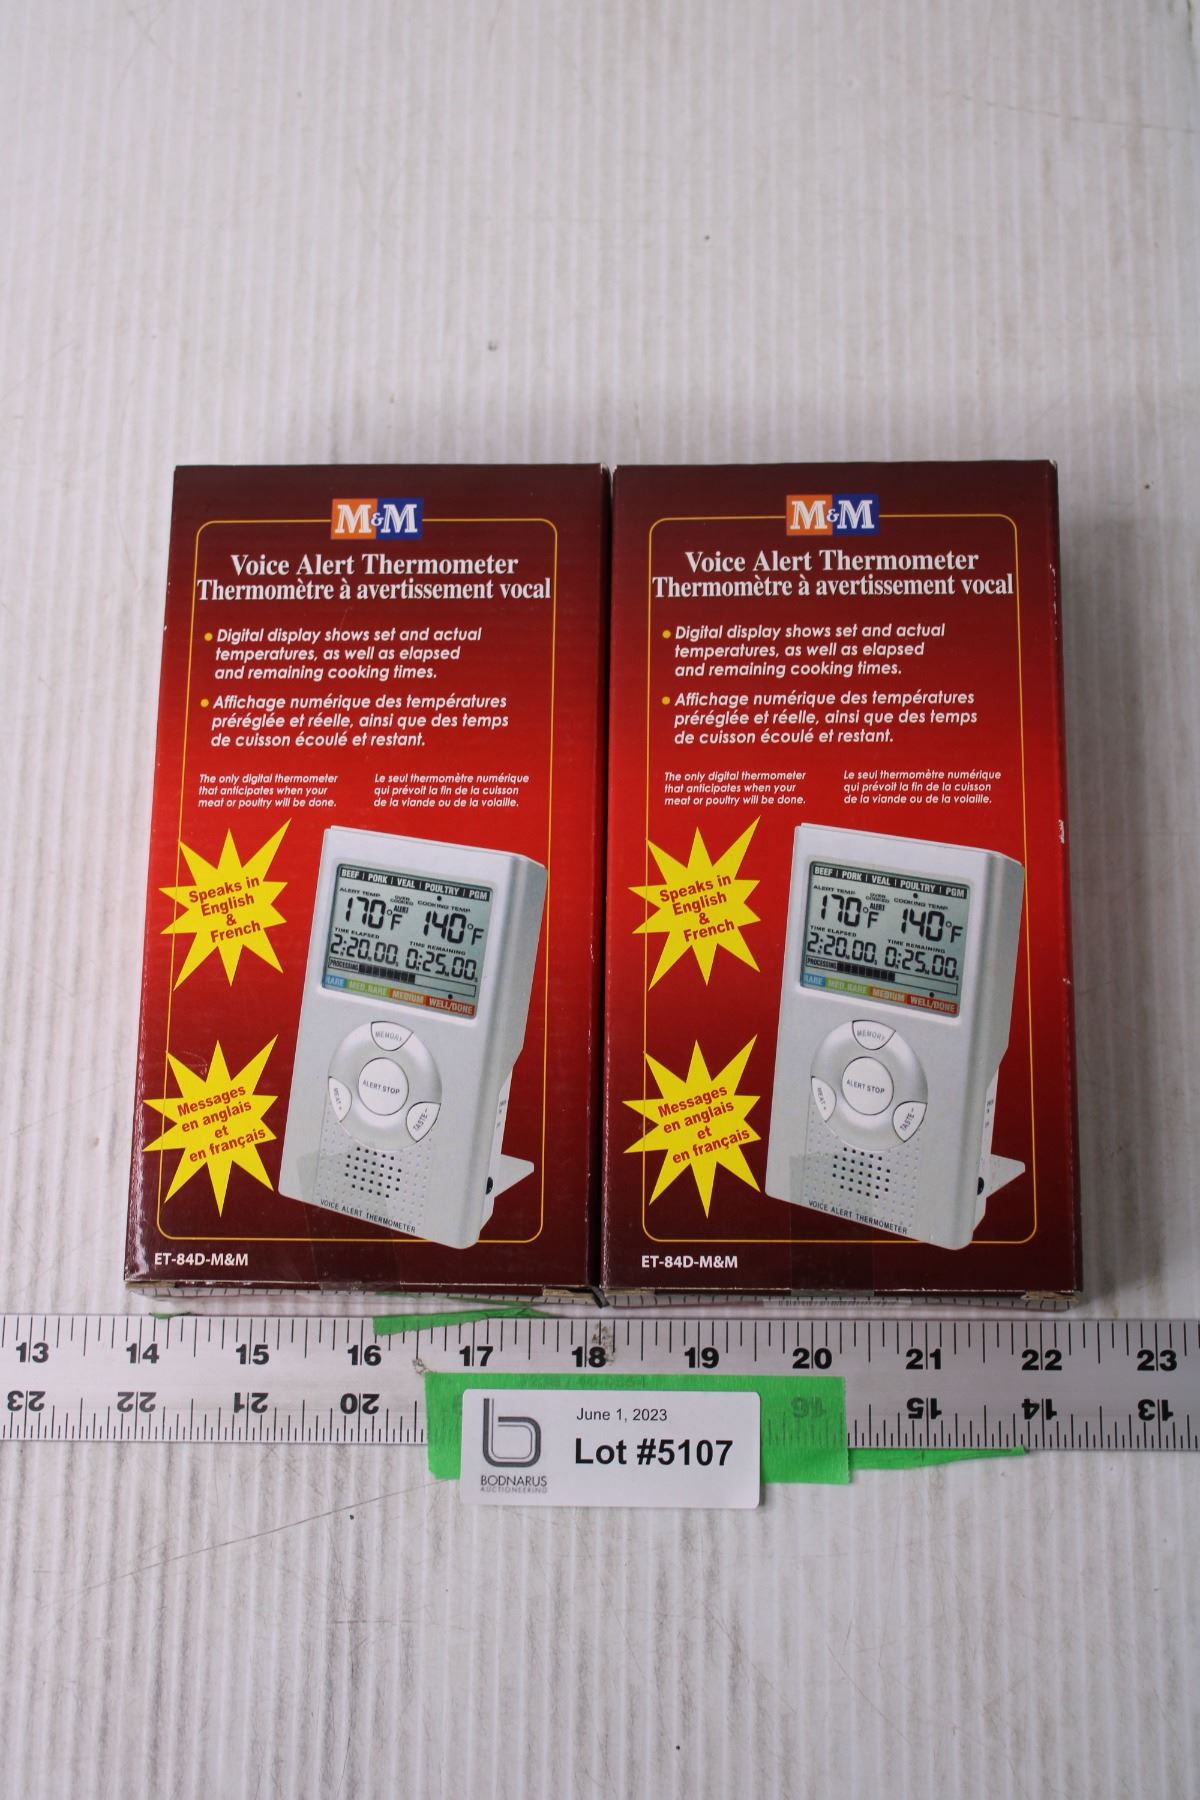 M&M
Voice Alert Thermometer
Thermomètre à avertissement vocal
Digital display shows set and actual
temperatures, as well as elapsed
and remaining cooking times.
Affichage numérique des températures
préréglée et réelle, ainsi que des temps
de cuisson écoulé et restant.
The only digital thermometer
that anticipates when your
meat or poultry will be done.
Le seul thermomètre numérique
qui prévoit la fin de la cuisson
de la viande ou de la volaille.
Speaks in
English
&
French
Messages
en anglais
et
en français
BEEF | PORK | VEAL | POULTRY | PGM
ALERT TEMP. OVER COOKED ALERT COOKING TEMP.
170°F 140°F
TIME ELAPSED TIME REMAINING
2:20.00. 0:25.00.
PROCESSING
RARE MED.RARE MEDIUM WELL/DONE
MEMORY
ALERT STOP
MEAT+
TASTE-
VOICE ALERT THERMOMETER
ET-84D-M&M
M&M
Voice Alert Thermometer
Thermomètre à avertissement vocal
Digital display shows set and actual
temperatures, as well as elapsed
and remaining cooking times.
Affichage numérique des températures
préréglée et réelle, ainsi que des temps
de cuisson écoulé et restant.
The only digital thermometer
that anticipates when your
meat or poultry will be done.
Le seul thermomètre numérique
qui prévoit la fin de la cuisson
de la viande ou de la volaille.
Speaks in
English
&
French
Messages
en anglais
et
en français
BEEF | PORK | VEAL | POULTRY | PGM
ALERT TEMP. OVER COOKED ALERT COOKING TEMP.
170°F 140°F
TIME ELAPSED TIME REMAINING
2:20.00. 0:25.00.
PROCESSING
RARE MED.RARE MEDIUM WELL/DONE
MEMORY
ALERT STOP
MEAT+
TASTE-
VOICE ALERT THERMOMETER
ET-84D-M&M
13 14 15 16 17 18 19 20 21 22 23
23 22 21 20 16 15 14 13
June 1, 2023
Lot #5107
BODNARUS
AUCTIONEERING